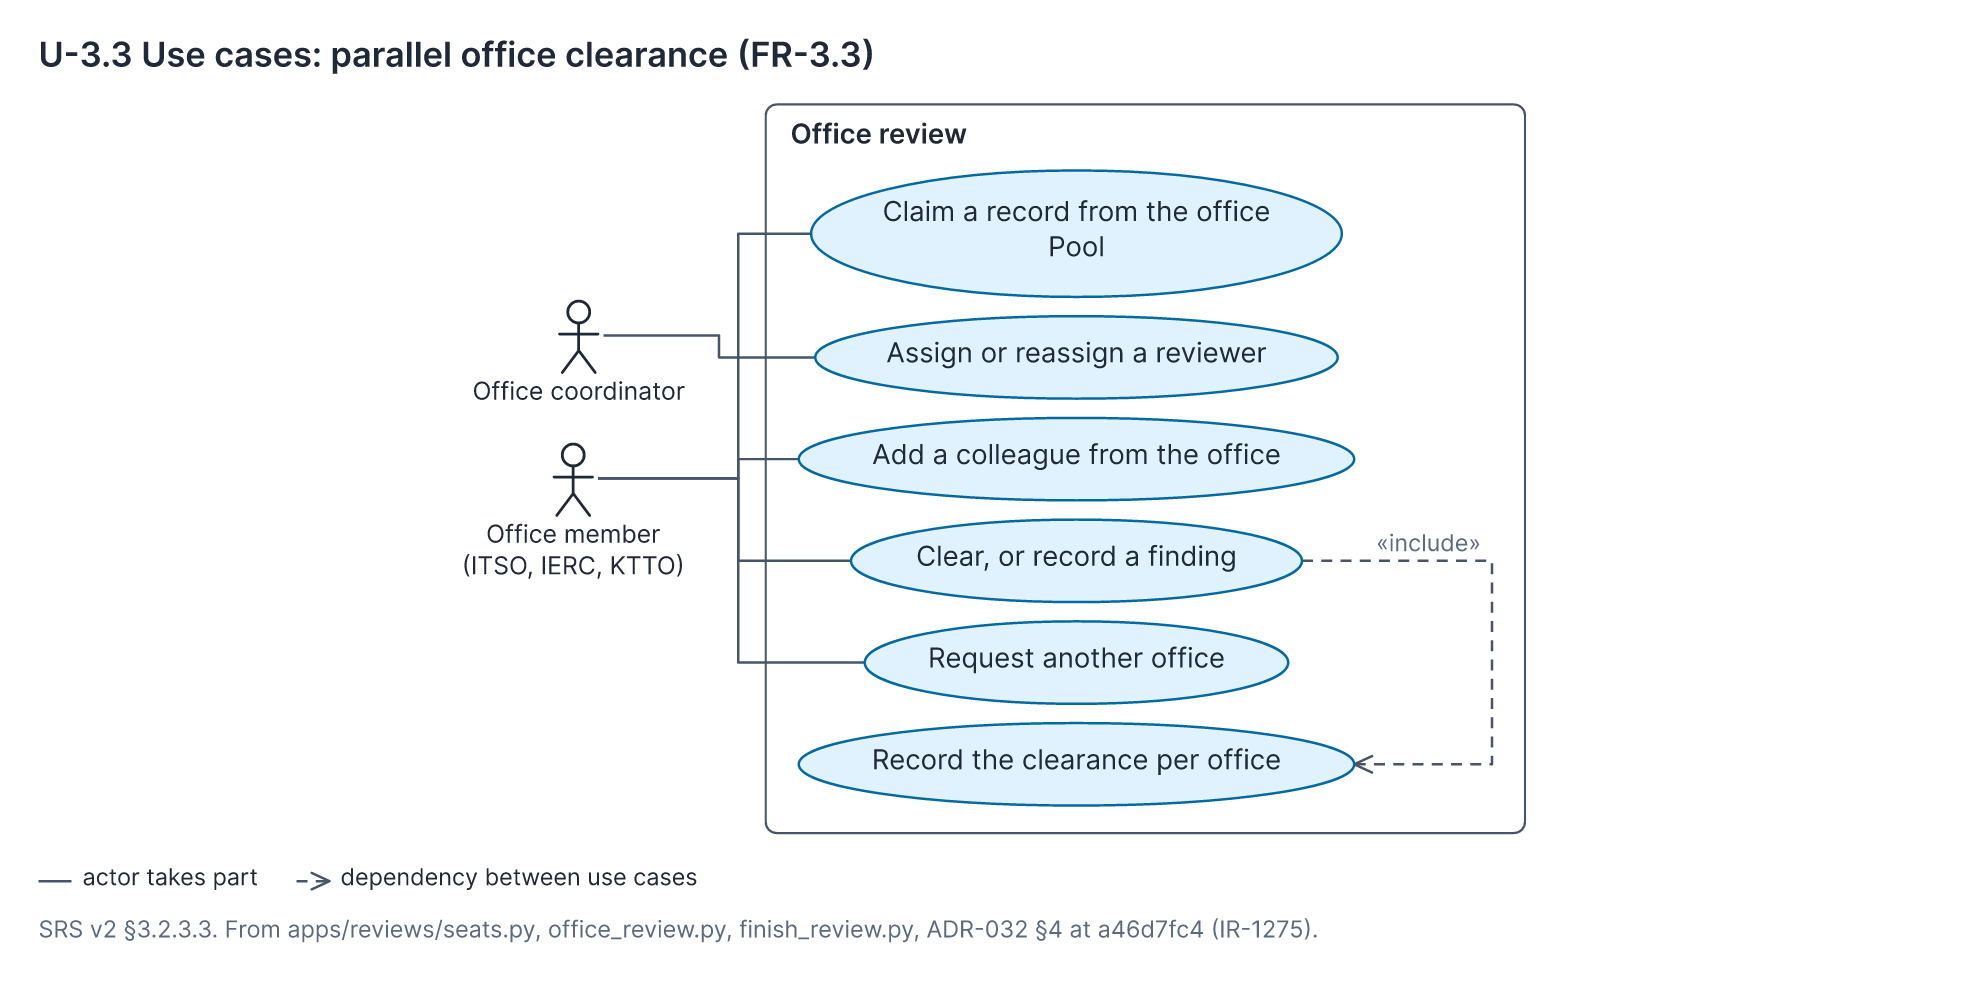 U-3.3 Use cases: parallel office clearance (FR-3.3)
Office review
Claim a record from the office
Pool
Assign or reassign a reviewer
Office coordinator
Add a colleague from the office
Office member
(ITSO, IERC, KTTO)
Clear, or record a finding
«include»
Request another office
Record the clearance per office
actor takes part
dependency between use cases
SRS v2 §3.2.3.3. From apps/reviews/seats.py, office_review.py, finish_review.py, ADR-032 §4 at a46d7fc4 (IR-1275).